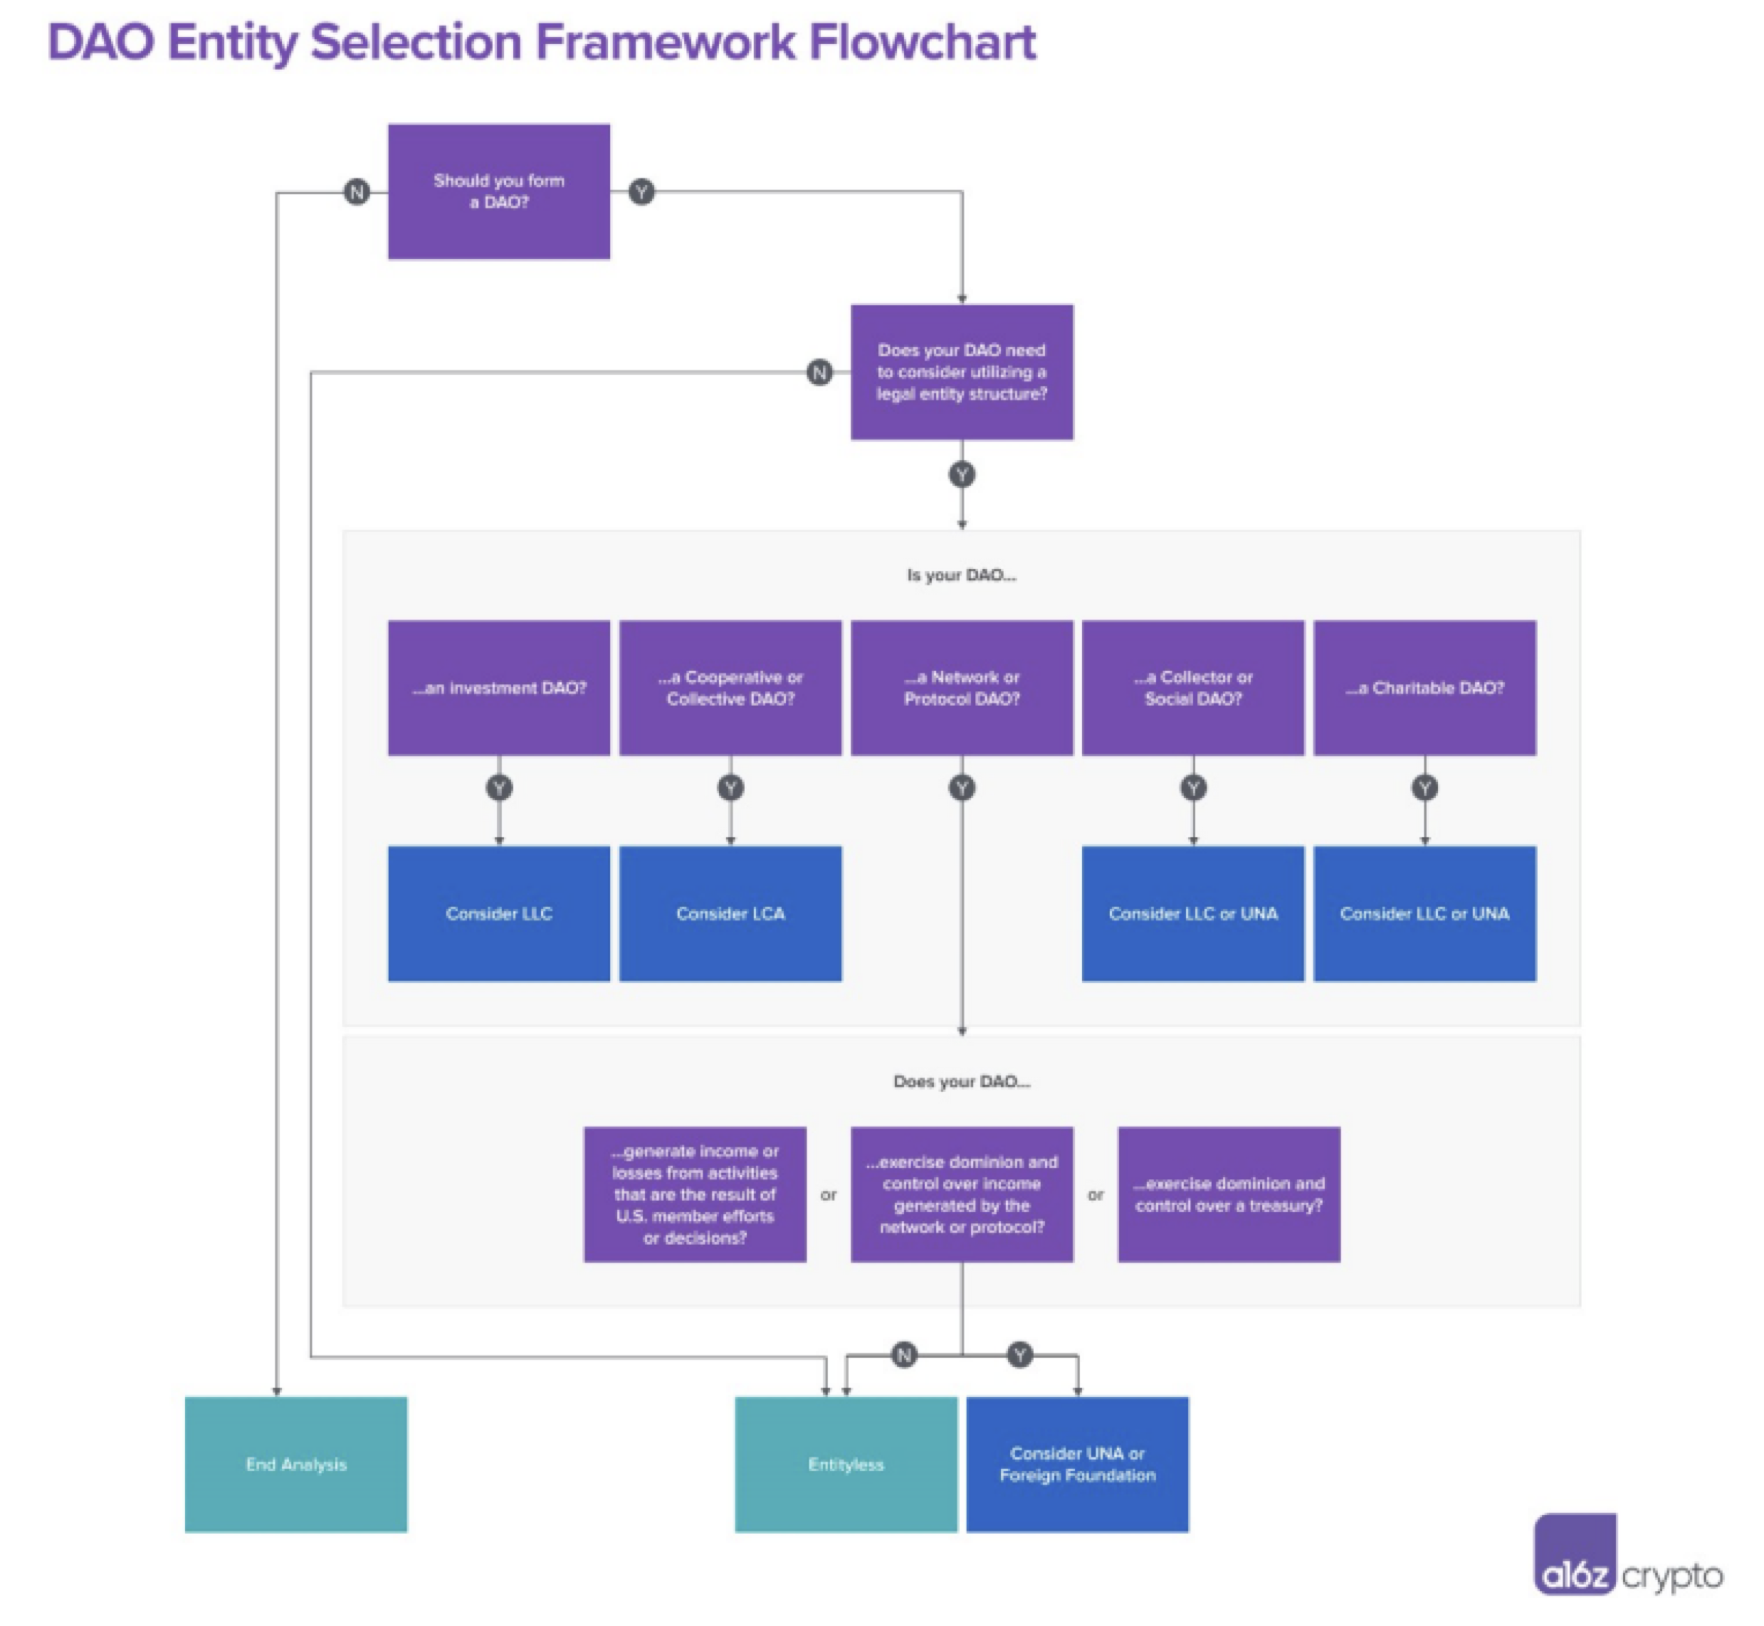 DAO Entity Selection Framework Flowchart
Should you form
a DAO?
N
Y
Does your DAO need
to consider utilizing a
legal entity structure?
N
Y
Is your DAO...
...an investment DAO?
...a Cooperative or
Collective DAO?
...a Network or
Protocol DAO?
...a Collector or
Social DAO?
...a Charitable DAO?
Y
Y
Y
Y
Y
Consider LLC
Consider LCA
Consider LLC or UNA
Consider LLC or UNA
Does your DAO...
...generate income or
losses from activities
that are the result of
U.S. member efforts
or decisions?
or
...exercise dominion and
control over income
generated by the
network or protocol?
or
...exercise dominion and
control over a treasury?
N
Y
End Analysis
Entityless
Consider UNA or
Foreign Foundation
a16z crypto